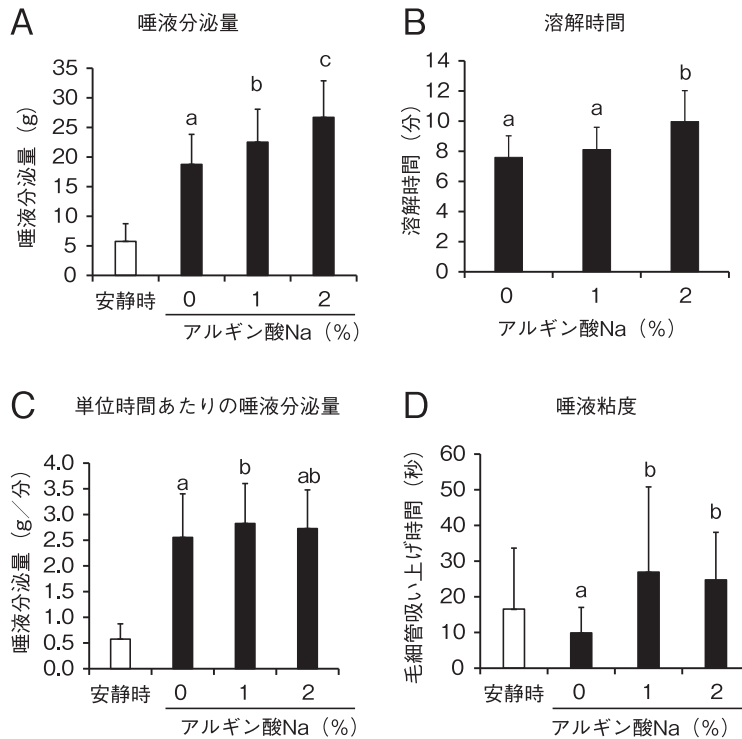 A 唾液分泌量
唾液分泌量（g）
35
30
25
20
15
10
5
0
a
b
c
安静時 0 1 2
アルギン酸Na（%）
B 溶解時間
溶解時間（分）
14
12
10
8
6
4
2
0
a
a
b
0 1 2
アルギン酸Na（%）
C 単位時間あたりの唾液分泌量
唾液分泌量（g／分）
4.0
3.5
3.0
2.5
2.0
1.5
1.0
0.5
0.0
a
b
ab
安静時 0 1 2
アルギン酸Na（%）
D 唾液粘度
毛細管吸い上げ時間（秒）
60
50
40
30
20
10
0
a
b
b
安静時 0 1 2
アルギン酸Na（%）